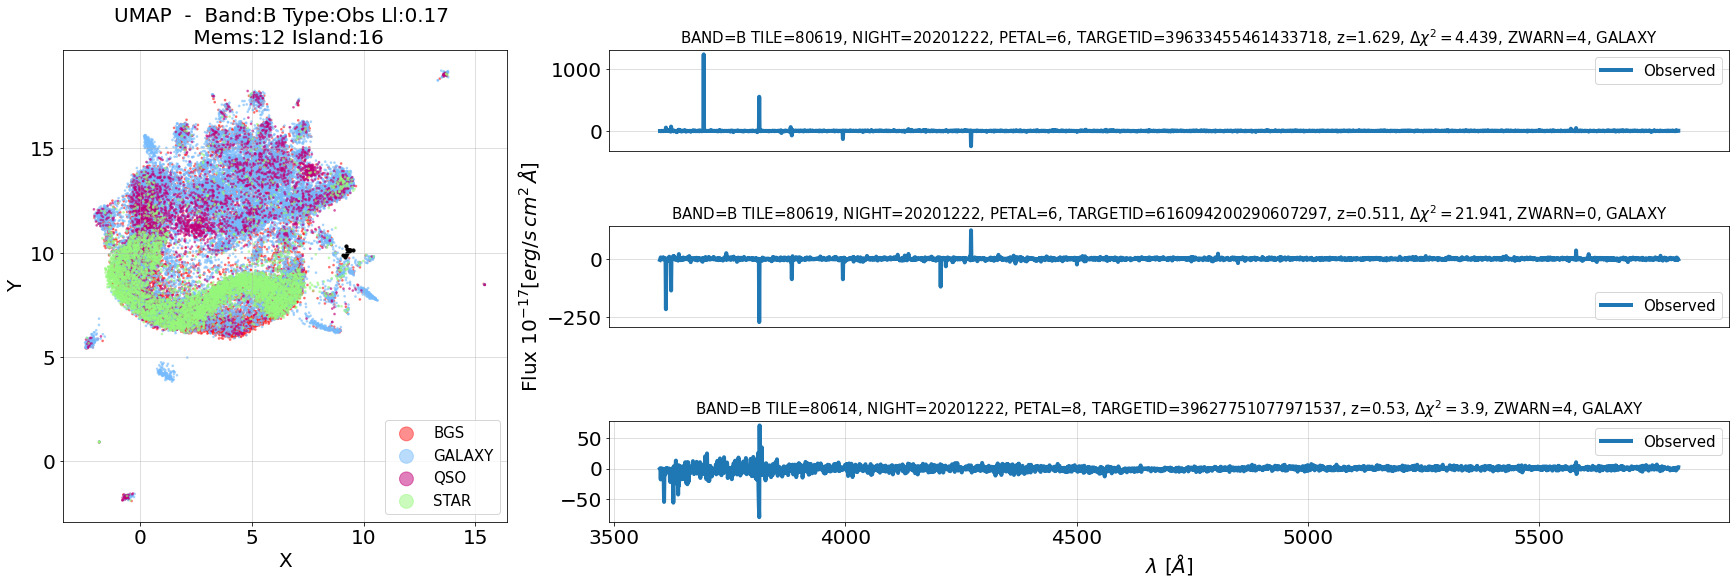 UMAP - Band:B Type:Obs Ll:0.17
Mems:12 Island:16
15
10
5
0
Y
0 5 10 15
X
BGS
GALAXY
QSO
STAR
Flux 10⁻¹⁷[erg/s cm² Å]
BAND=B TILE=80619, NIGHT=20201222, PETAL=6, TARGETID=39633455461433718, z=1.629, Δχ² = 4.439, ZWARN=4, GALAXY
1000
0
Observed
BAND=B TILE=80619, NIGHT=20201222, PETAL=6, TARGETID=616094200290607297, z=0.511, Δχ² = 21.941, ZWARN=0, GALAXY
0
−250
Observed
BAND=B TILE=80614, NIGHT=20201222, PETAL=8, TARGETID=39627751077971537, z=0.53, Δχ² = 3.9, ZWARN=4, GALAXY
50
0
−50
Observed
3500 4000 4500 5000 5500
λ [Å]